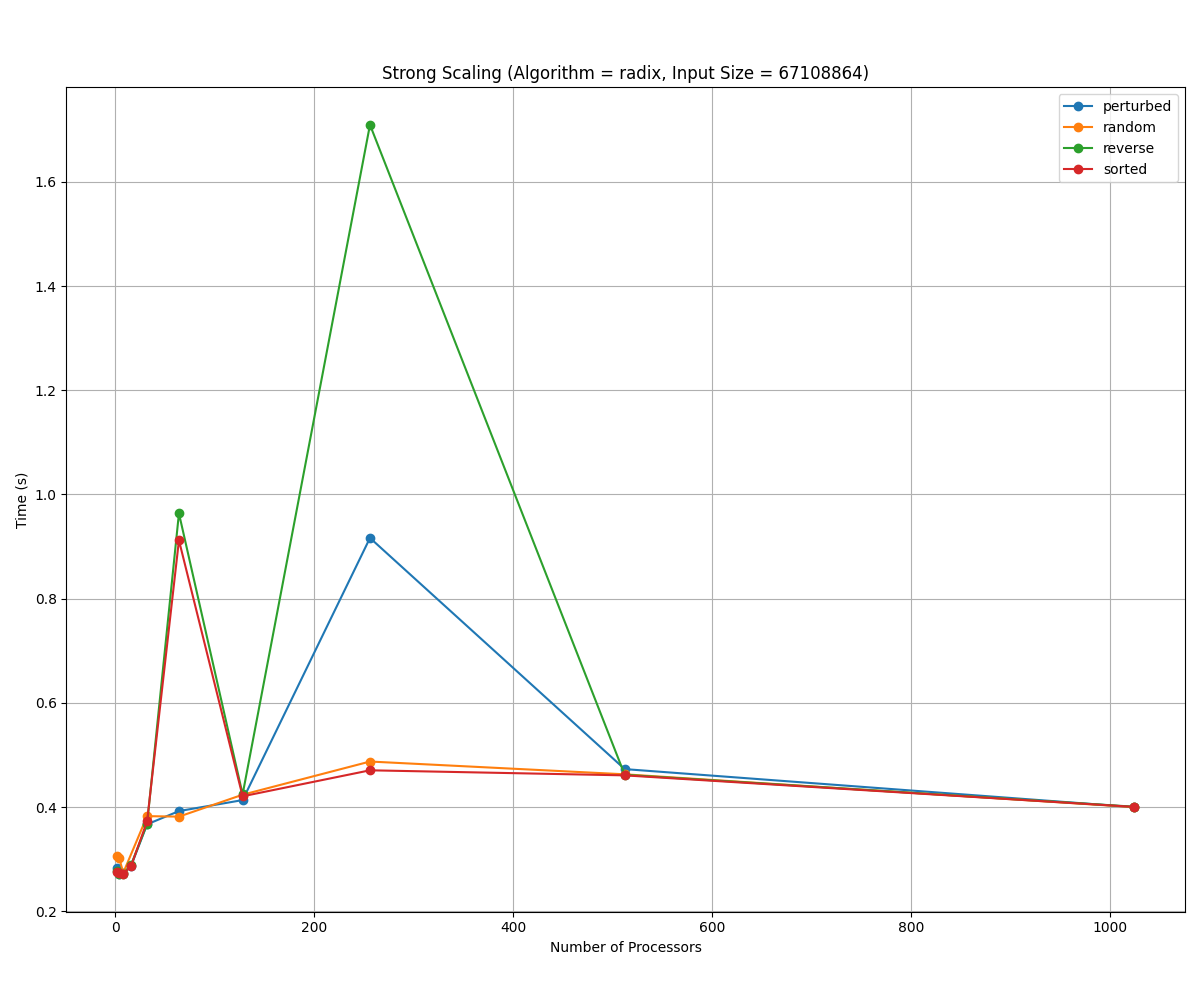 Strong Scaling (Algorithm = radix, Input Size = 67108864)
perturbed
random
reverse
sorted
1.6
1.4
1.2
1.0
0.8
0.6
0.4
0.2
Time (s)
0 200 400 600 800 1000
Number of Processors